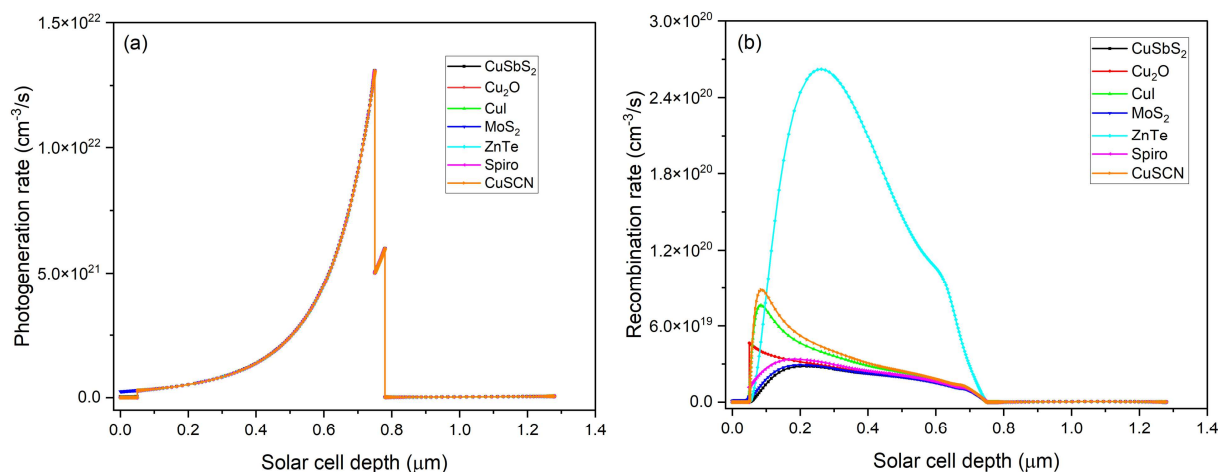 (a)
Photogeneration rate (cm⁻³/s)
1.5×10²²
1.0×10²²
5.0×10²¹
0.0
CuSbS₂
Cu₂O
CuI
MoS₂
ZnTe
Spiro
CuSCN
0.0 0.2 0.4 0.6 0.8 1.0 1.2 1.4
Solar cell depth (μm)
(b)
Recombination rate (cm⁻³/s)
3.0×10²⁰
2.4×10²⁰
1.8×10²⁰
1.2×10²⁰
6.0×10¹⁹
0.0
CuSbS₂
Cu₂O
CuI
MoS₂
ZnTe
Spiro
CuSCN
0.0 0.2 0.4 0.6 0.8 1.0 1.2 1.4
Solar cell depth (μm)